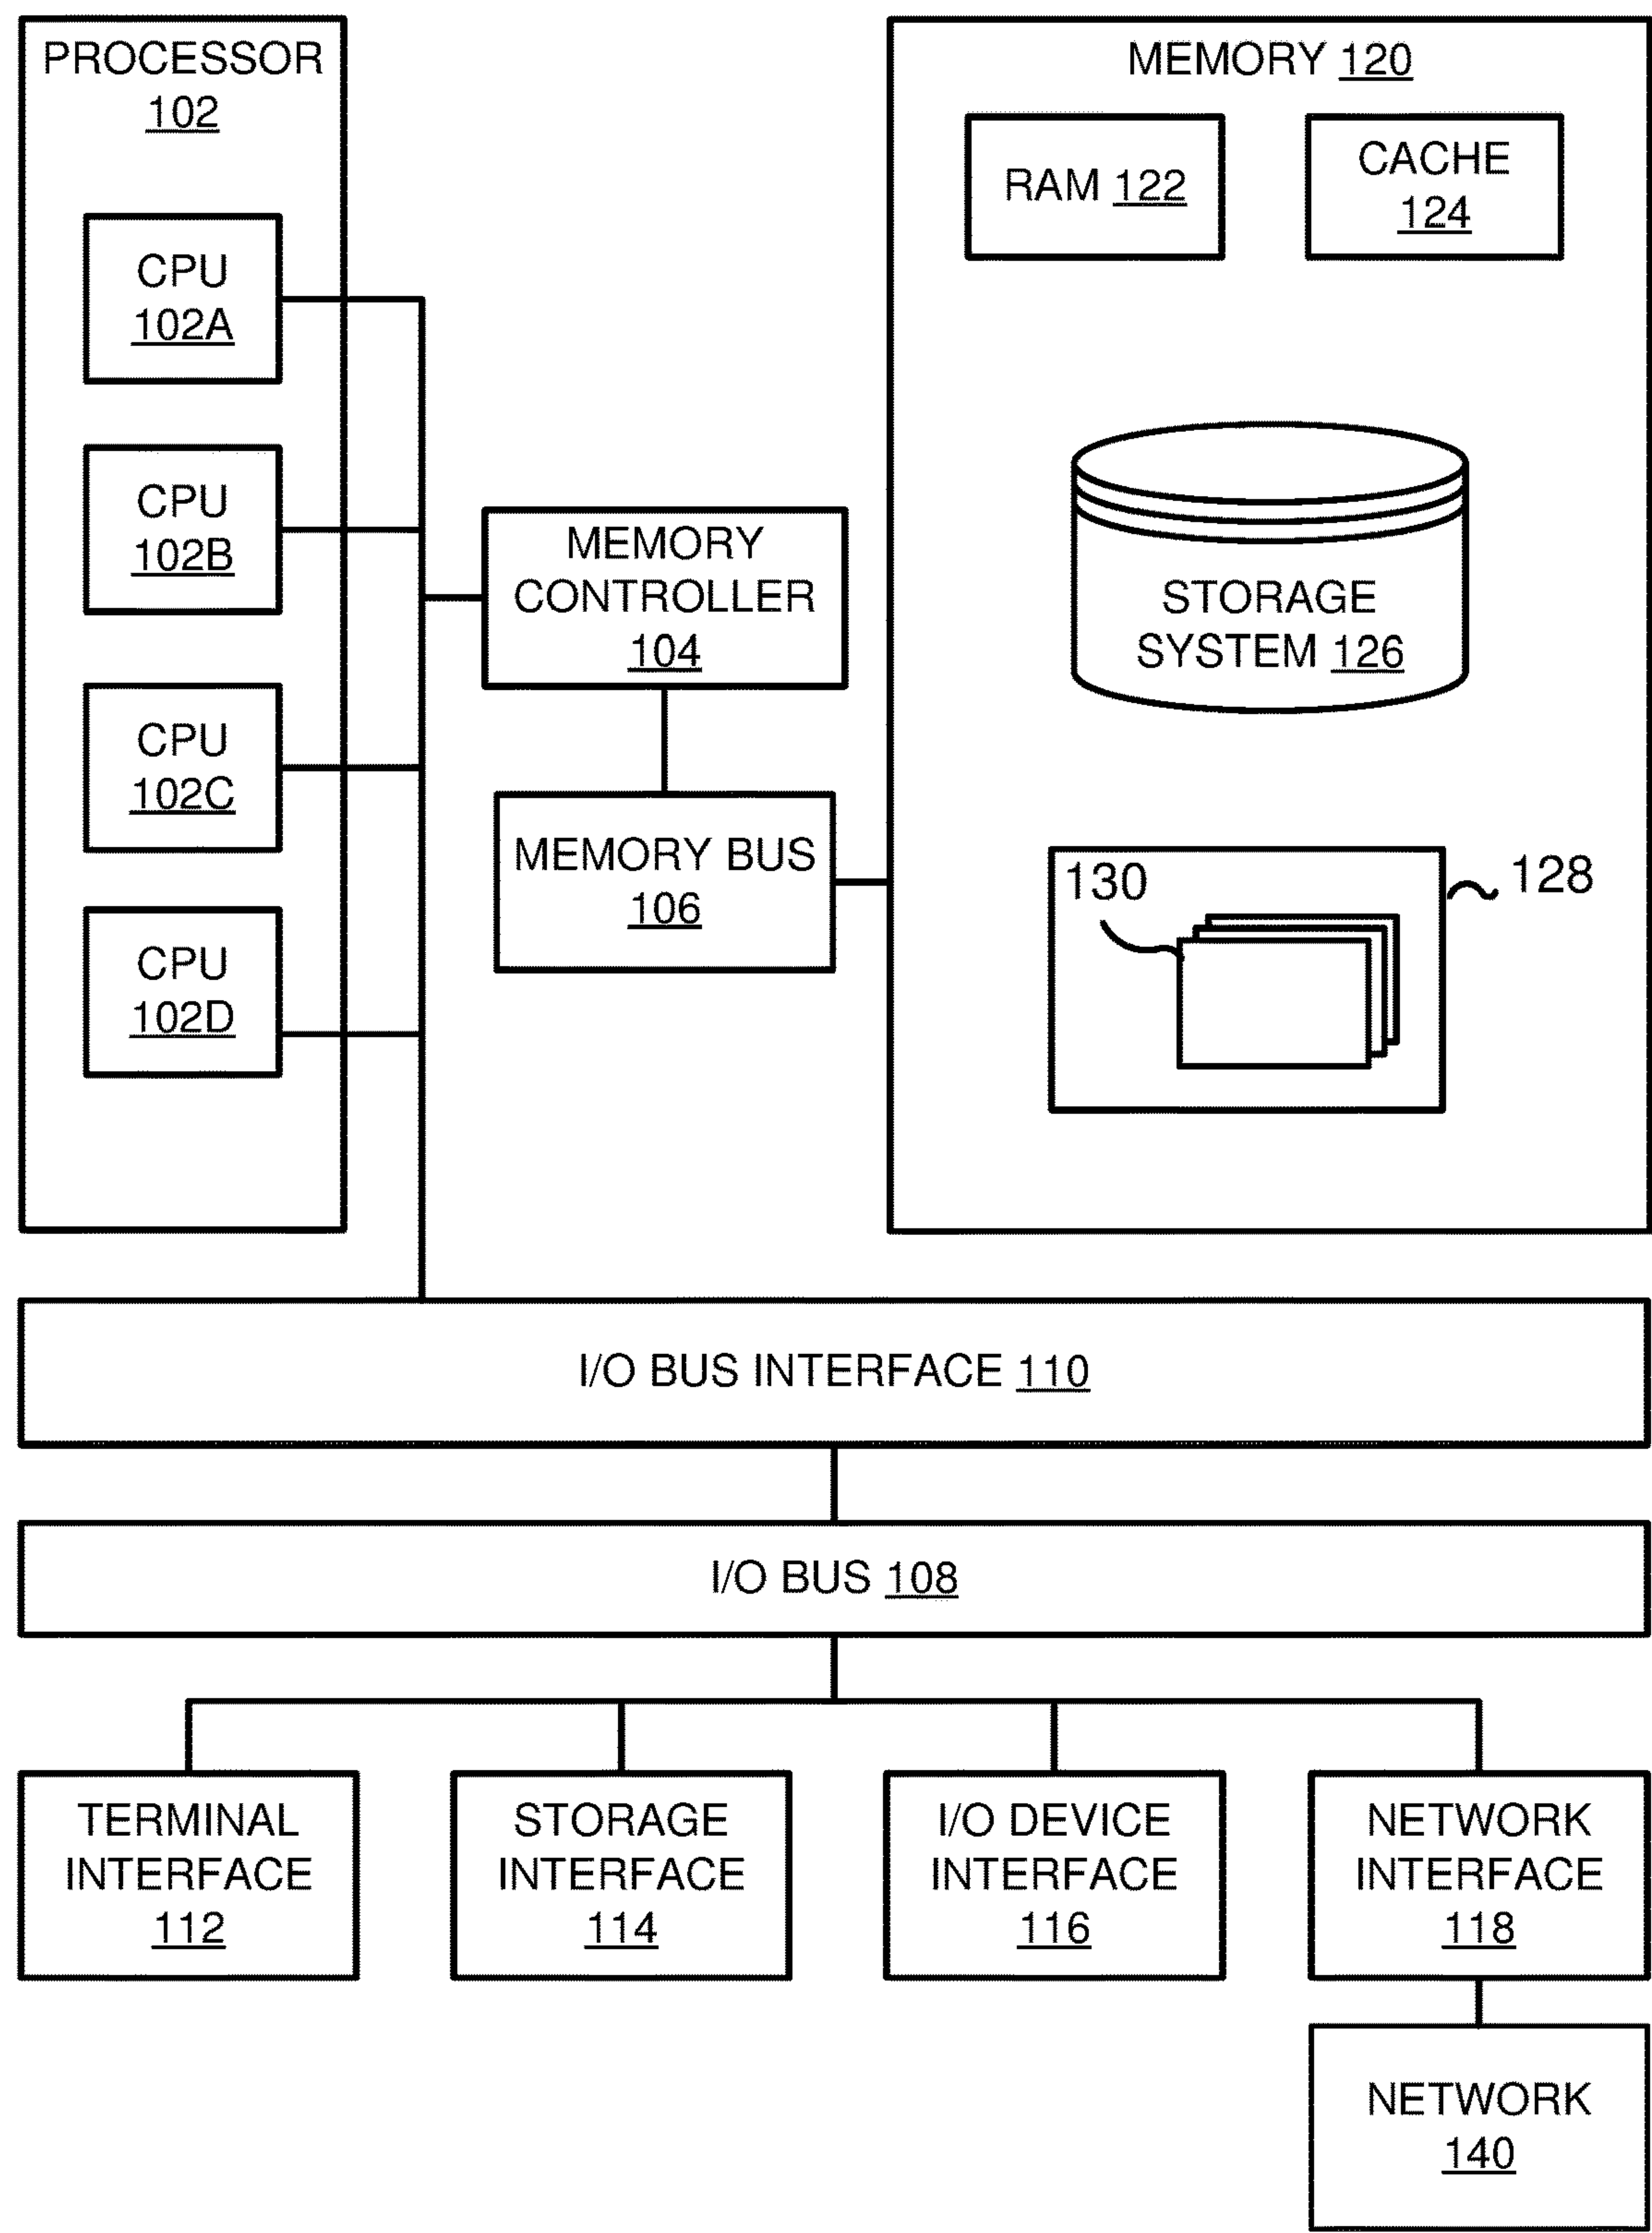 PROCESSOR
102
CPU
102A
CPU
102B
CPU
102C
CPU
102D
MEMORY
CONTROLLER
104
MEMORY BUS
106
MEMORY 120
RAM 122
CACHE
124
STORAGE
SYSTEM 126
130
128
I/O BUS INTERFACE 110
I/O BUS 108
TERMINAL
INTERFACE
112
STORAGE
INTERFACE
114
I/O DEVICE
INTERFACE
116
NETWORK
INTERFACE
118
NETWORK
140